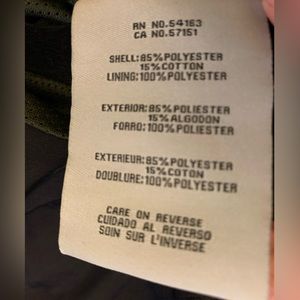 RN NO.54163
CA NO.57151
SHELL:85%POLYESTER
15%COTTON
LINING:100%POLYESTER
EXTERIOR:85%POLIESTER
15%ALGODON
FORRO:100%POLIESTER
EXTERIEUR:85%POLYESTER
15%COTON
DOUBLURE:100%POLYESTER
CARE ON REVERSE
CUIDADO AL REVERSO
SOIN SUR L'INVERSE